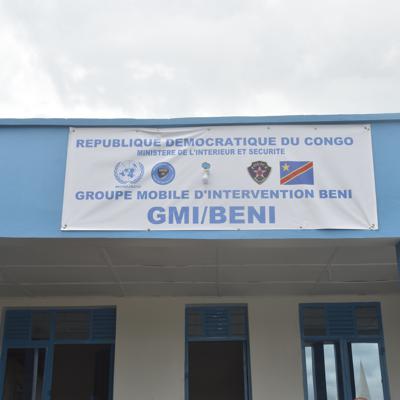 REPUBLIQUE DEMOCRATIQUE DU CONGO
MINISTERE DE L'INTERIEUR ET SECURITE
GROUPE MOBILE D'INTERVENTION BENI
GMI/BENI